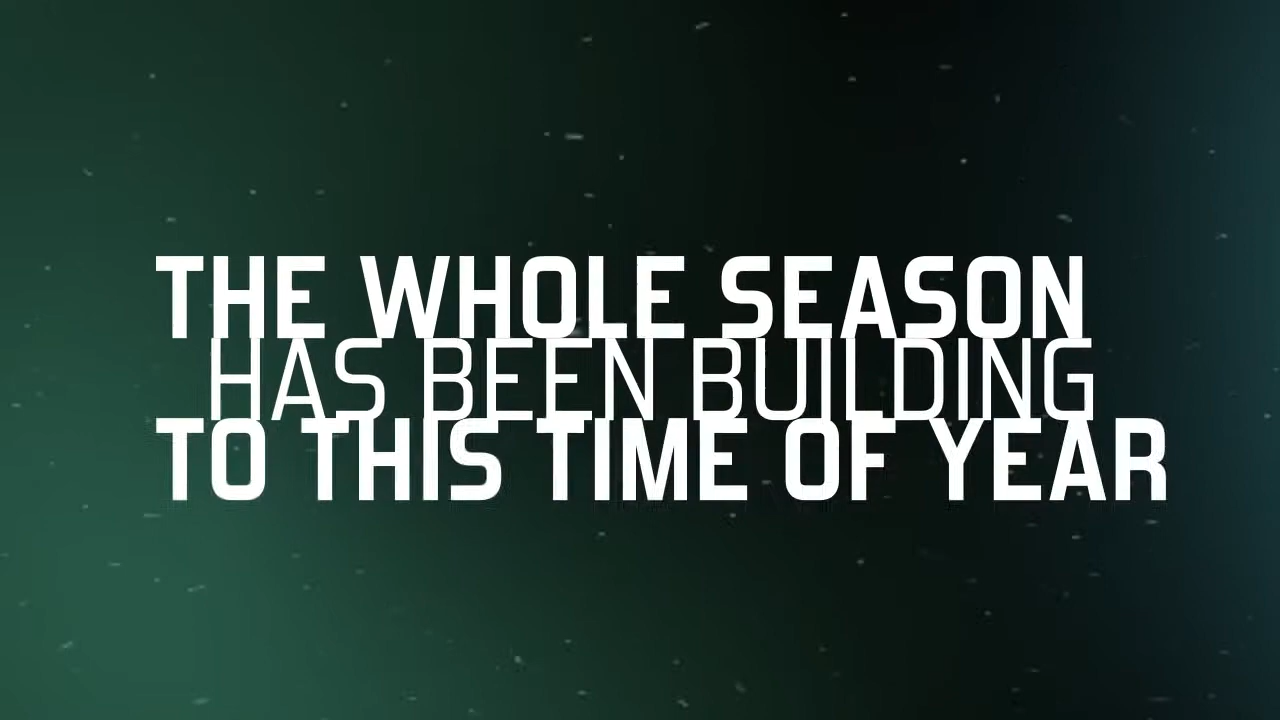 THE WHOLE SEASON
HAS BEEN BUILDING
TO THIS TIME OF YEAR